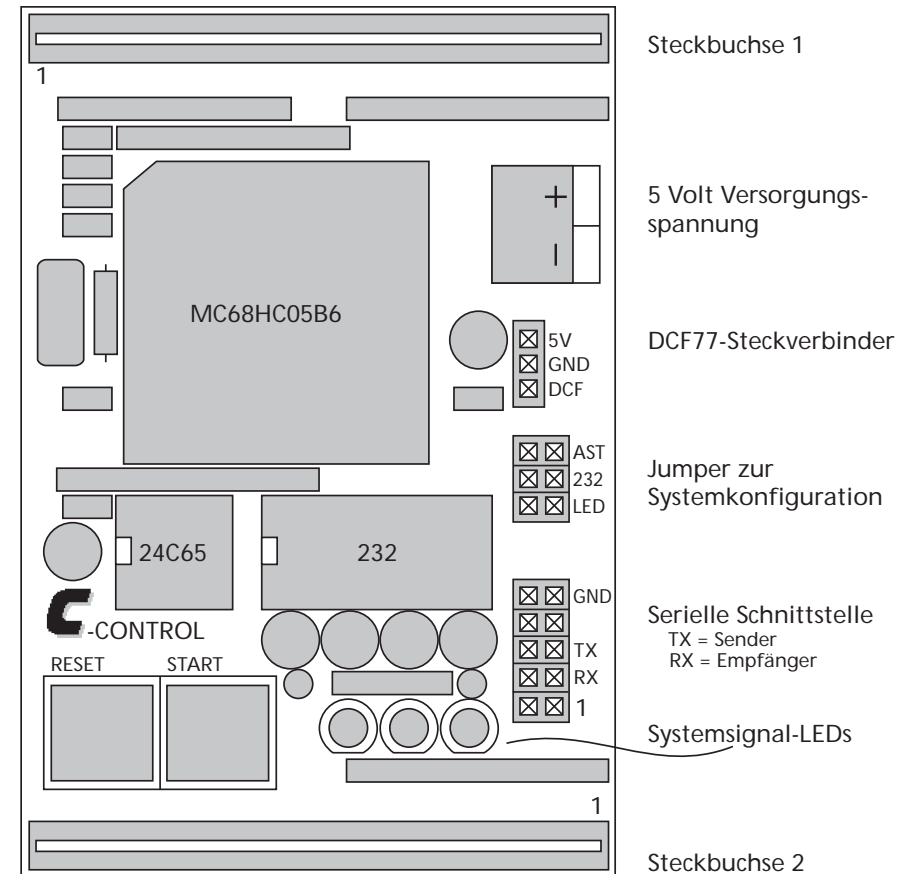 Steckbuchse 1
1
5 Volt Versorgungs-
spannung
+
–
MC68HC05B6
5V
GND
DCF
DCF77-Steckverbinder
AST
232
LED
Jumper zur
Systemkonfiguration
24C65
232
C-CONTROL
GND
TX
RX
1
Serielle Schnittstelle
TX = Sender
RX = Empfänger
RESET START
Systemsignal-LEDs
1
Steckbuchse 2